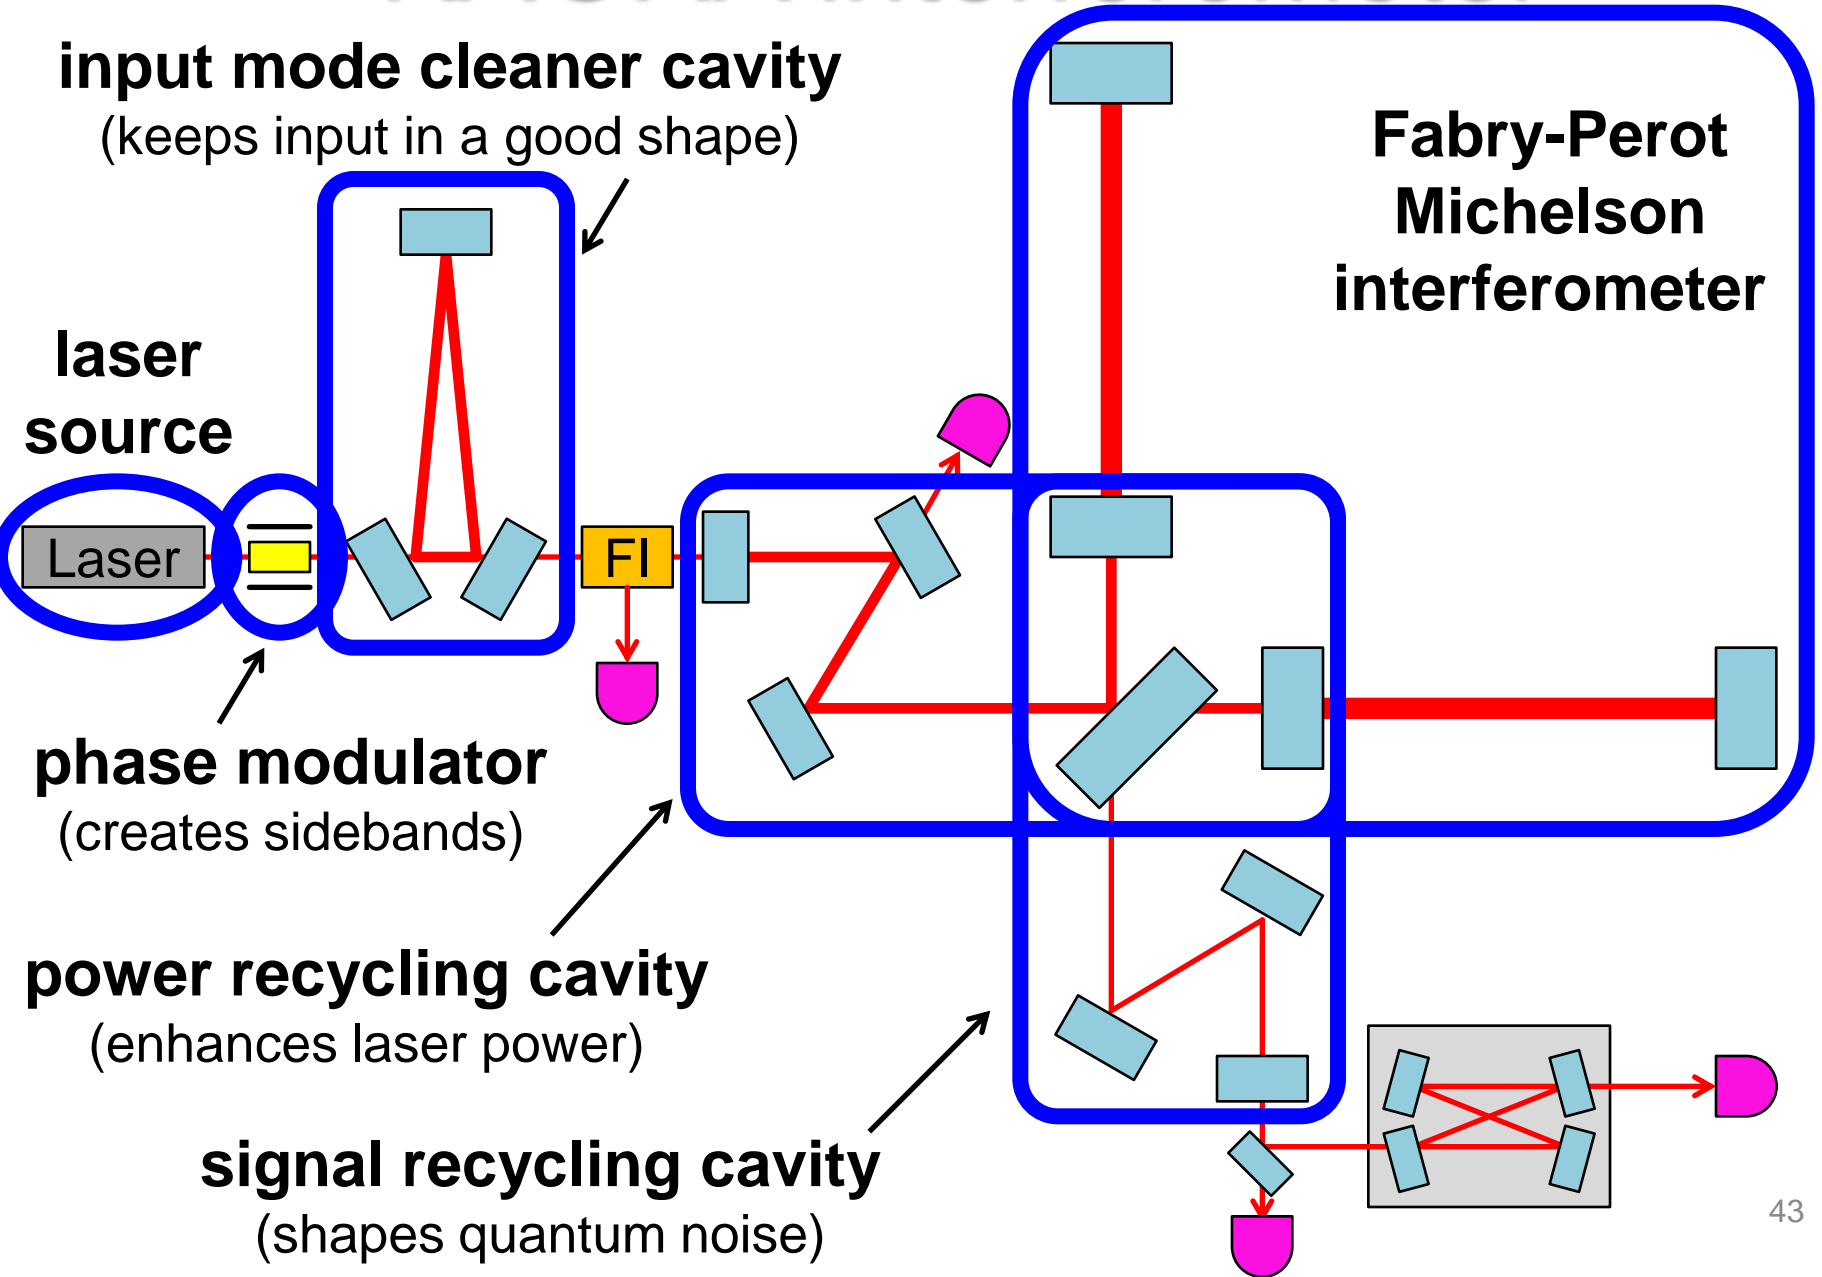 input mode cleaner cavity
(keeps input in a good shape)
Fabry-Perot
Michelson
interferometer
laser
source
Laser
FI
phase modulator
(creates sidebands)
power recycling cavity
(enhances laser power)
signal recycling cavity
(shapes quantum noise)
43